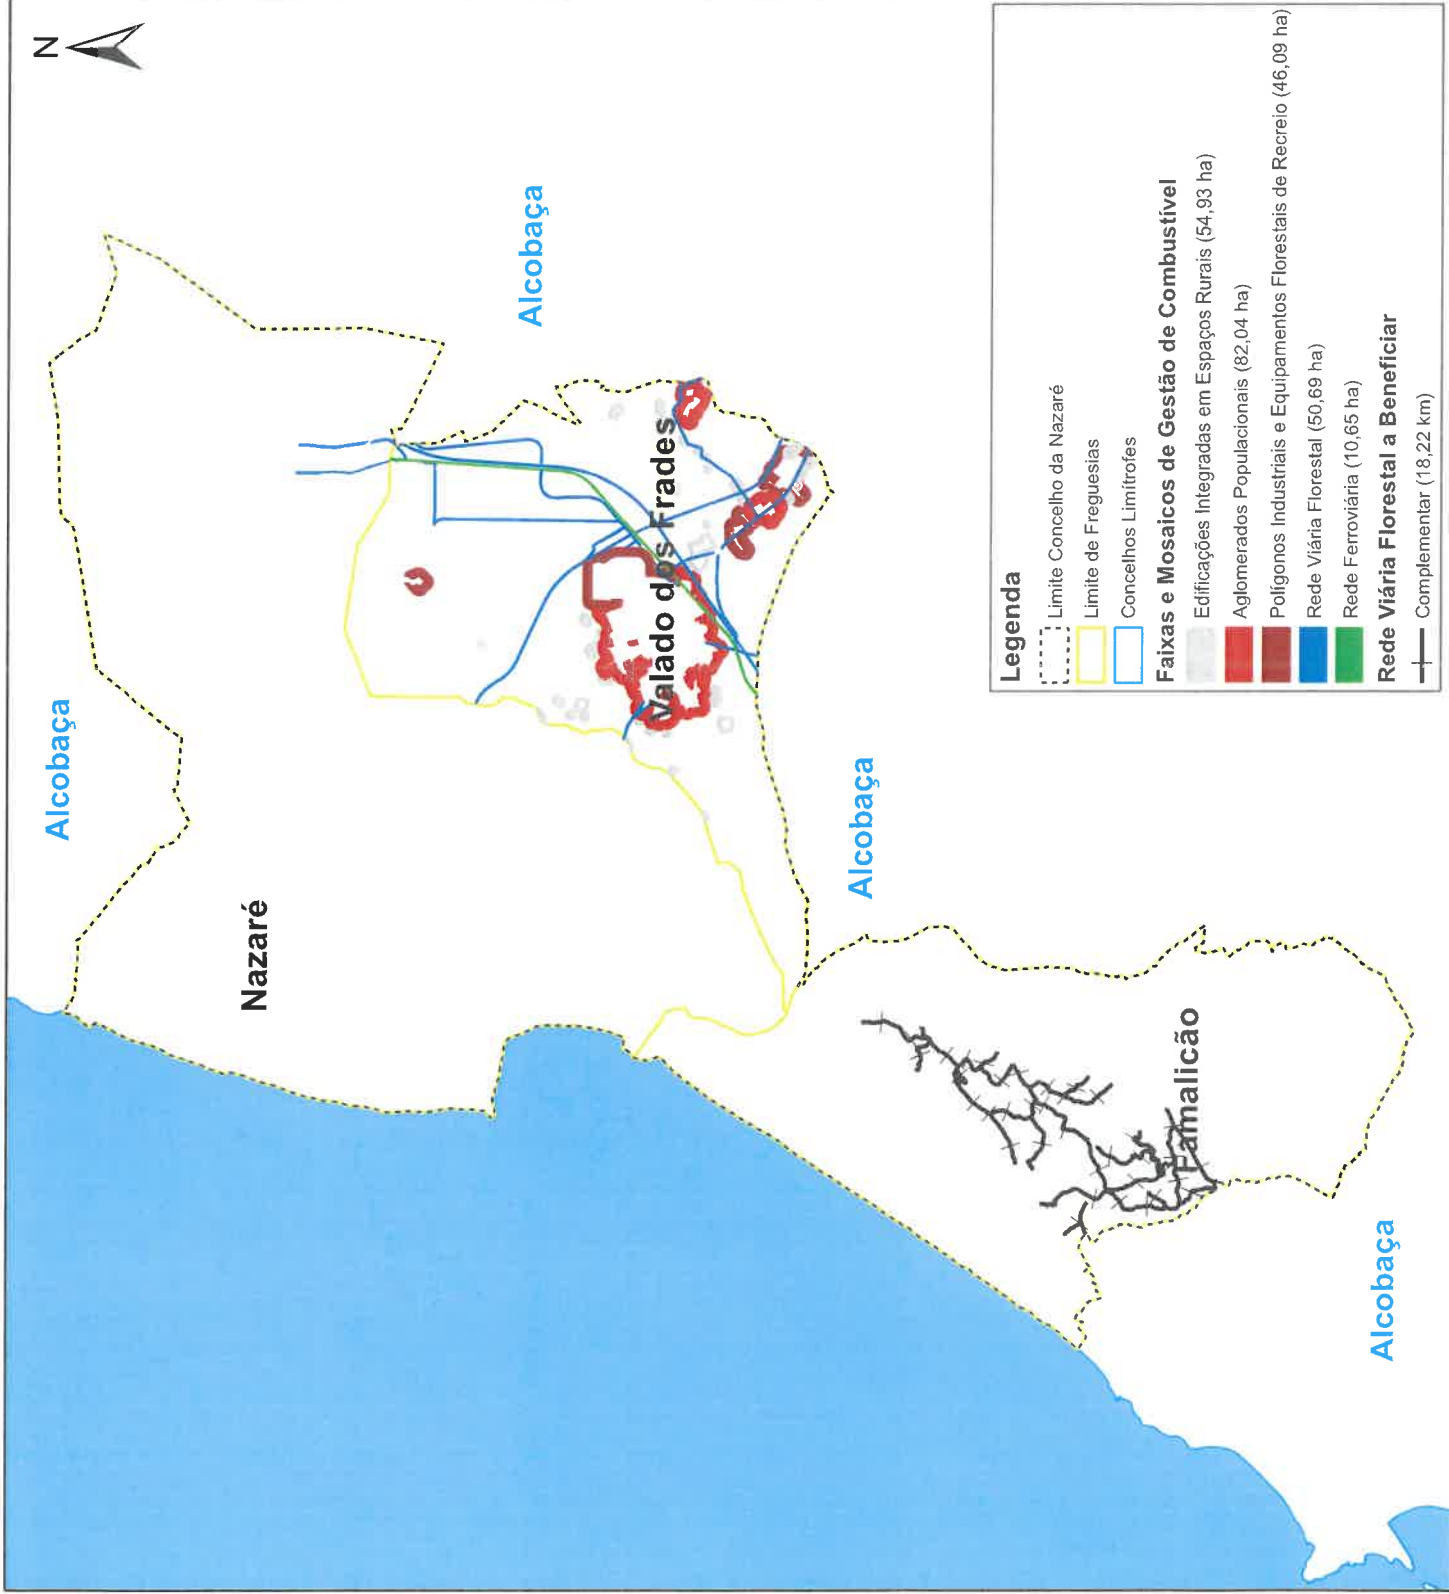 N
Alcobaça
Nazaré
Alcobaça
Valado dos Frades
Alcobaça
Famalicão
Alcobaça
Legenda
Limite Concelho da Nazaré
Limite de Freguesias
Concelhos Limítrofes
Faixas e Mosaicos de Gestão de Combustível
Edificações Integradas em Espaços Rurais (54,93 ha)
Aglomerados Populacionais (82,04 ha)
Polígonos Industriais e Equipamentos Florestais de Recreio (46,09 ha)
Rede Viária Florestal (50,69 ha)
Rede Ferroviária (10,65 ha)
Rede Viária Florestal a Beneficiar
Complementar (18,22 km)